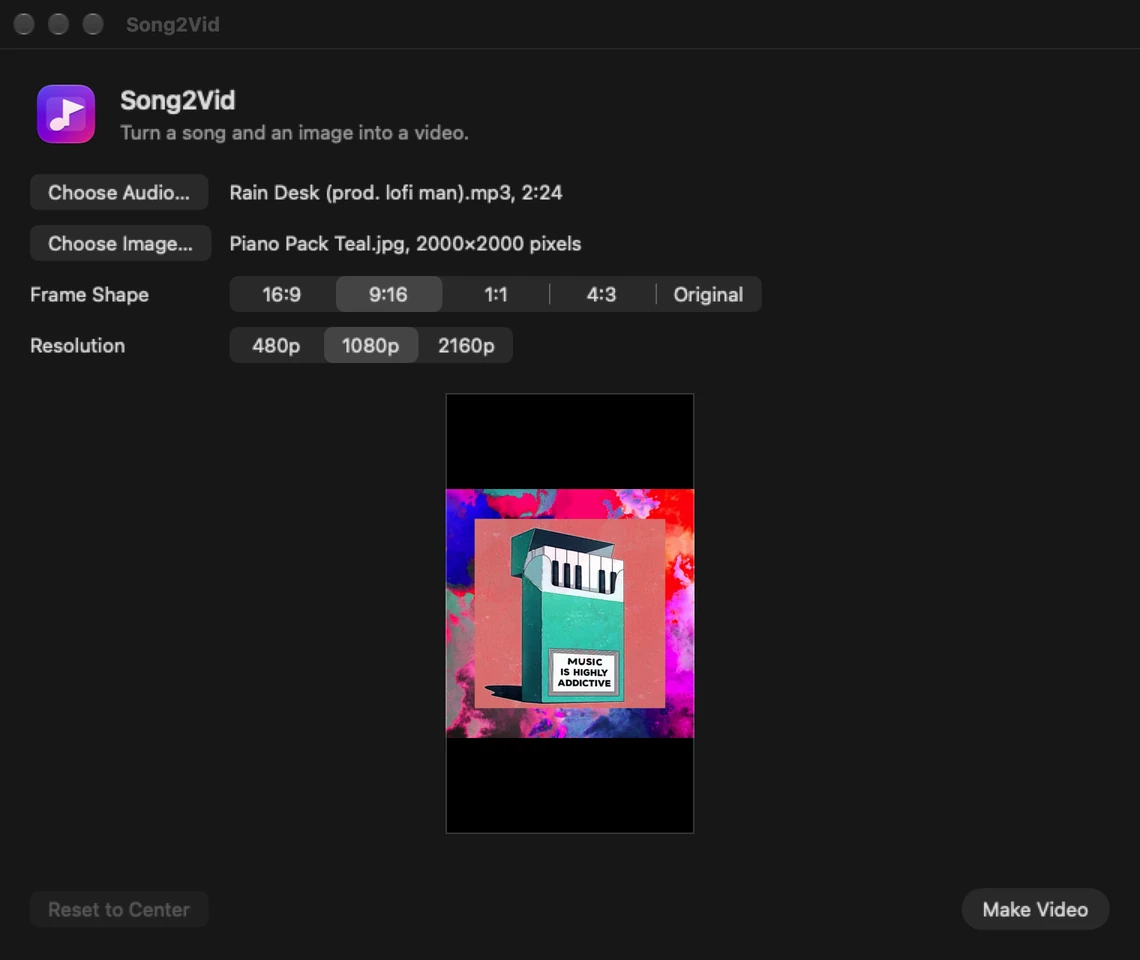 Song2Vid
Song2Vid
Turn a song and an image into a video.
Choose Audio...
Rain Desk (prod. lofi man).mp3, 2:24
Choose Image...
Piano Pack Teal.jpg, 2000×2000 pixels
Frame Shape
16:9
9:16
1:1
4:3
Original
Resolution
480p
1080p
2160p
MUSIC
IS HIGHLY
ADDICTIVE
Reset to Center
Make Video